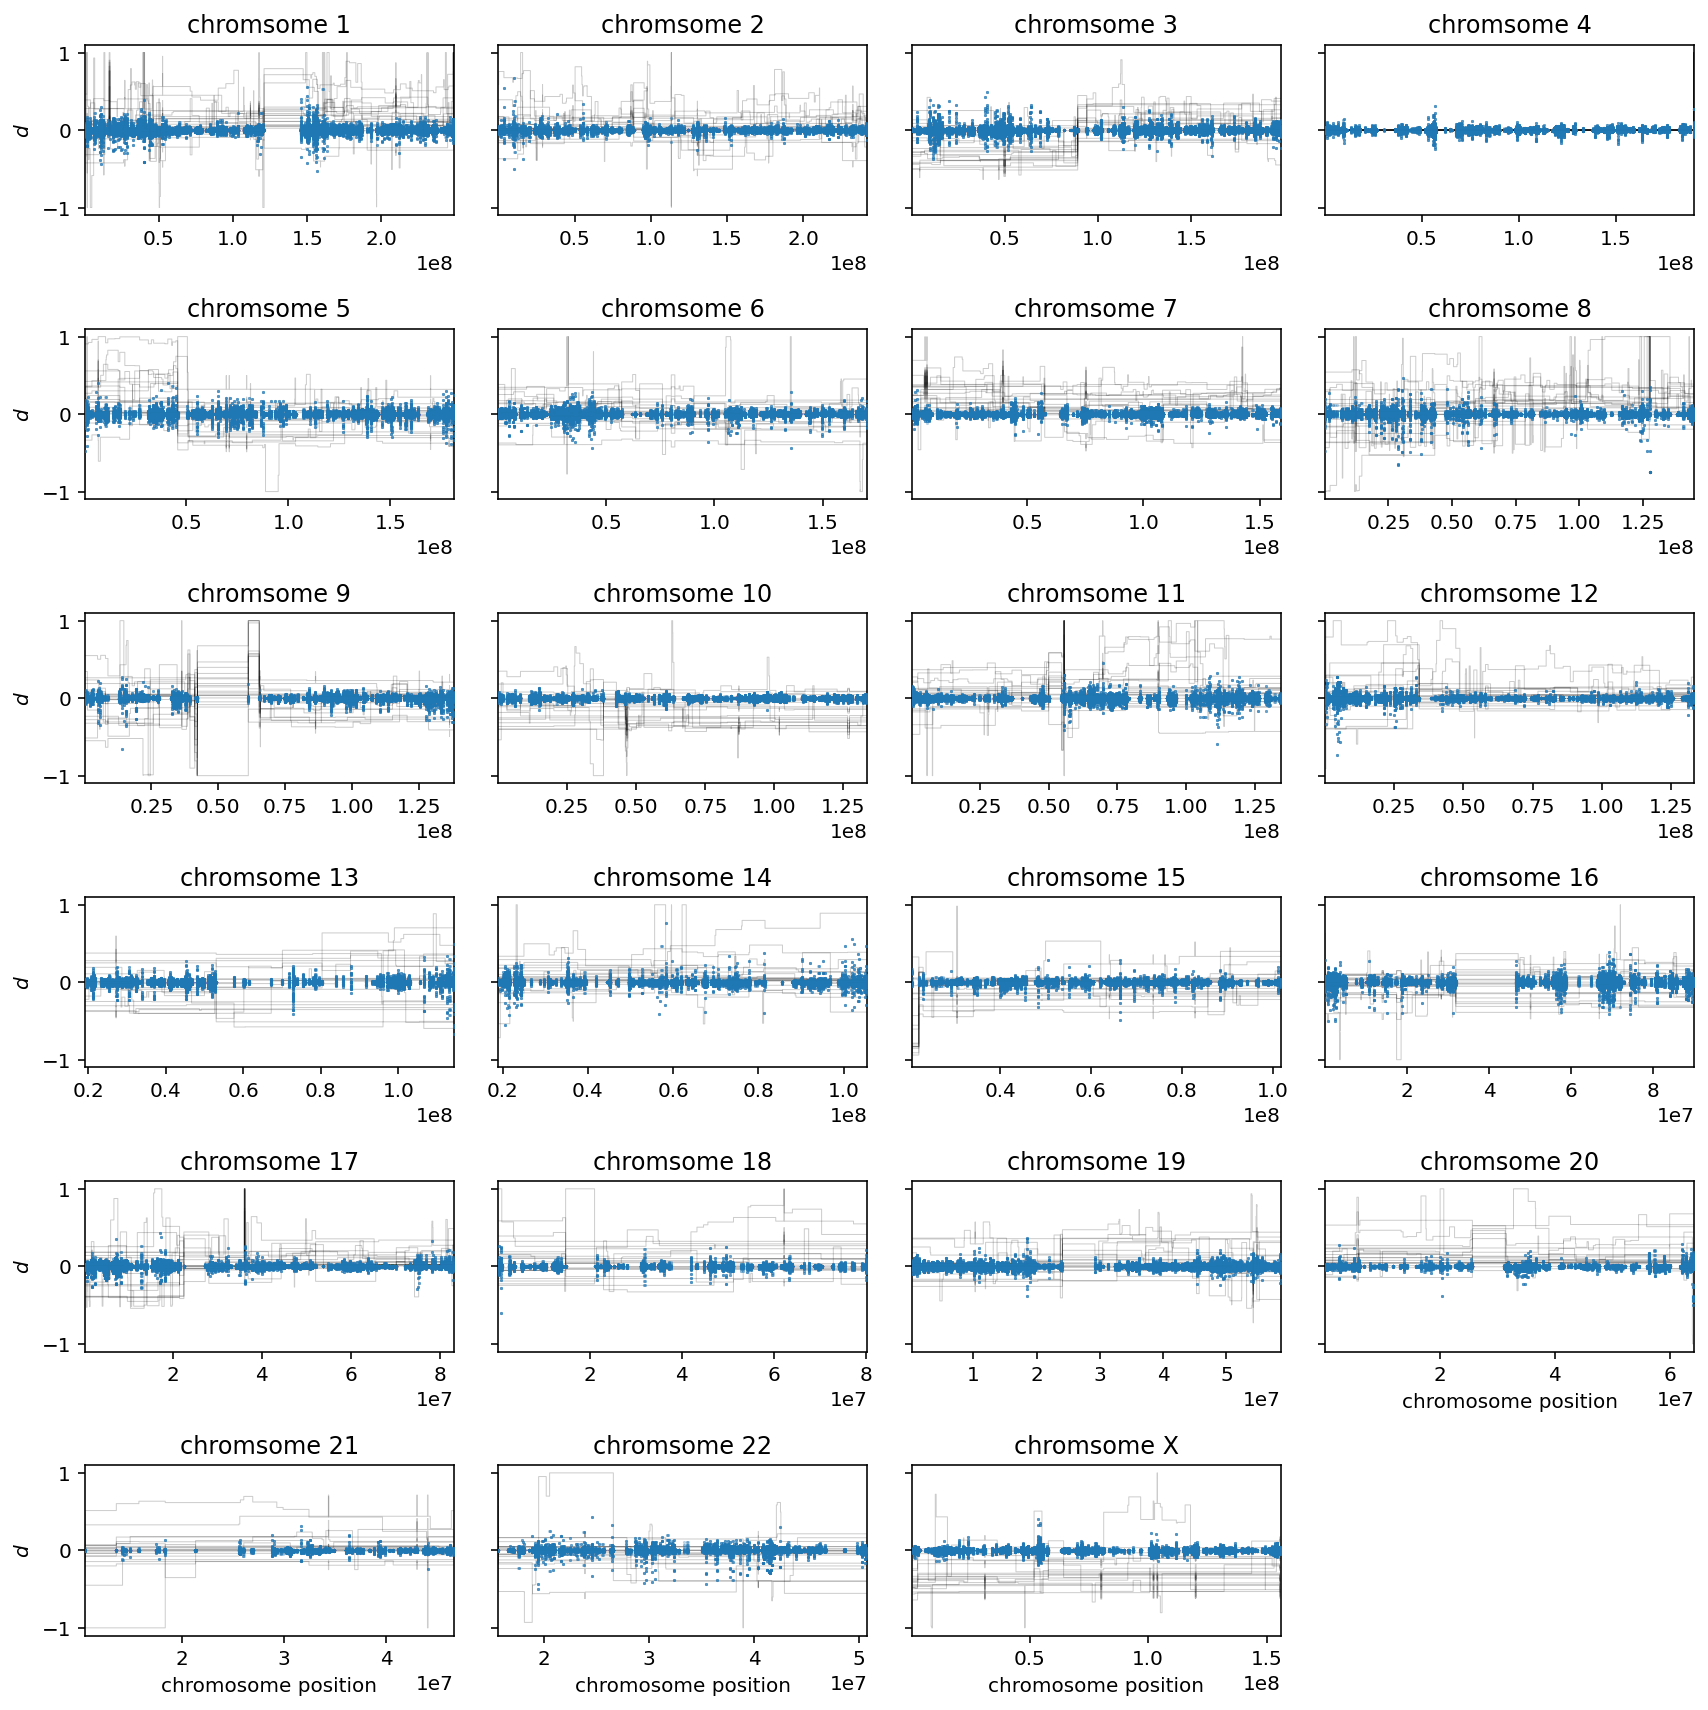 chromsome 1
chromsome 2
chromsome 3
chromsome 4
1
0
−1
d
0.5 1.0 1.5 2.0
1e8
0.5 1.0 1.5 2.0
1e8
0.5 1.0 1.5
1e8
0.5 1.0 1.5
1e8
chromsome 5
chromsome 6
chromsome 7
chromsome 8
1
0
−1
d
0.5 1.0 1.5
1e8
0.5 1.0 1.5
1e8
0.5 1.0 1.5
1e8
0.25 0.50 0.75 1.00 1.25
1e8
chromsome 9
chromsome 10
chromsome 11
chromsome 12
1
0
−1
d
0.25 0.50 0.75 1.00 1.25
1e8
0.25 0.50 0.75 1.00 1.25
1e8
0.25 0.50 0.75 1.00 1.25
1e8
0.25 0.50 0.75 1.00 1.25
1e8
chromsome 13
chromsome 14
chromsome 15
chromsome 16
1
0
−1
d
0.2 0.4 0.6 0.8 1.0
1e8
0.2 0.4 0.6 0.8 1.0
1e8
0.4 0.6 0.8 1.0
1e8
2 4 6 8
1e7
chromsome 17
chromsome 18
chromsome 19
chromsome 20
1
0
−1
d
2 4 6 8
1e7
2 4 6 8
1e7
1 2 3 4 5
1e7
2 4 6
1e7
chromosome position
chromsome 21
chromsome 22
chromsome X
1
0
−1
d
2 3 4
1e7
chromosome position
2 3 4 5
1e7
chromosome position
0.5 1.0 1.5
1e8
chromosome position